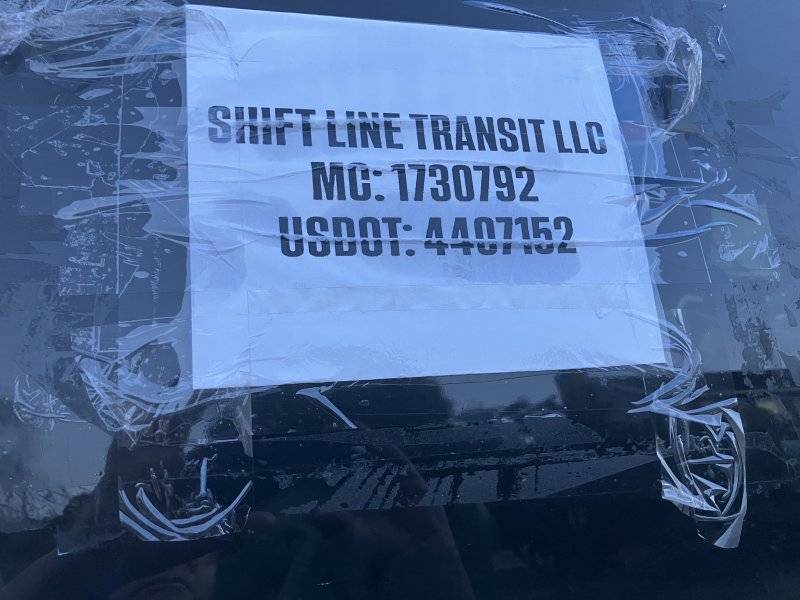 SHIFT LINE TRANSIT LLC
MC: 1730792
USDOT: 4407152